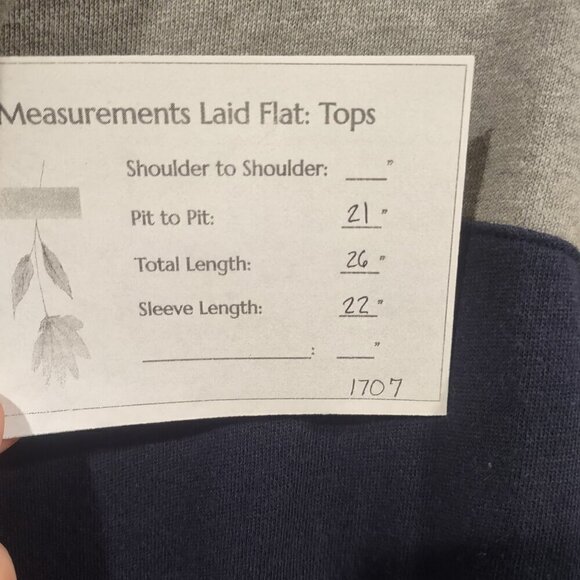 Measurements Laid Flat: Tops
Shoulder to Shoulder: ___"
Pit to Pit: 21"
Total Length: 26"
Sleeve Length: 22"
_______________: ___"
1707